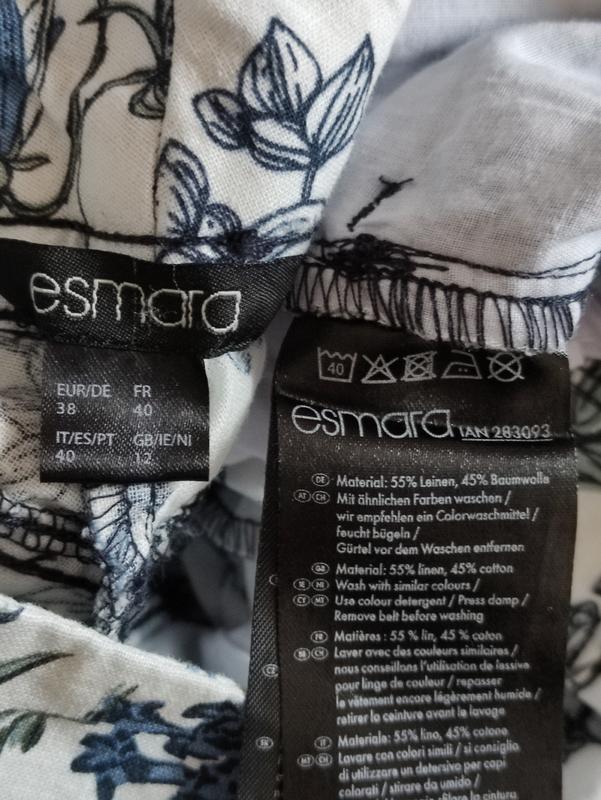 esmara
EUR/DE FR
38 40
IT/ES/PT GB/IE/NI
40 12
40
esmara IAN 283093
DE Material: 55% Leinen, 45% Baumwolle
AT CH Mit ähnlichen Farben waschen /
wir empfehlen ein Colorwaschmittel /
feucht bügeln /
Gürtel vor dem Waschen entfernen
GB Material: 55% linen, 45% cotton
IE NI Wash with similar colours /
CY MT Use colour detergent / Press damp /
Remove belt before washing
FR Matières : 55 % lin, 45 % coton
BE CH Laver avec des couleurs similaires /
nous conseillons l'utilisation de lessive
pour linge de couleur / repasser
le vêtement encore légèrement humide /
retirer la ceinture avant le lavage
IT Materiale: 55% lino, 45% cotone
MT CH Lavare con colori simili / si consiglia
di utilizzare un detersivo per capi
colorati / stirare da umido /
sfilare la cintura